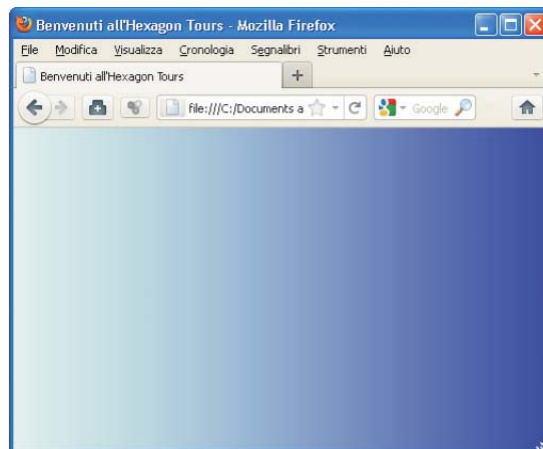 Benvenuti all'Hexagon Tours - Mozilla Firefox
File Modifica Visualizza Cronologia Segnalibri Strumenti Aiuto
Benvenuti all'Hexagon Tours +
file:///C:/Documents a Google